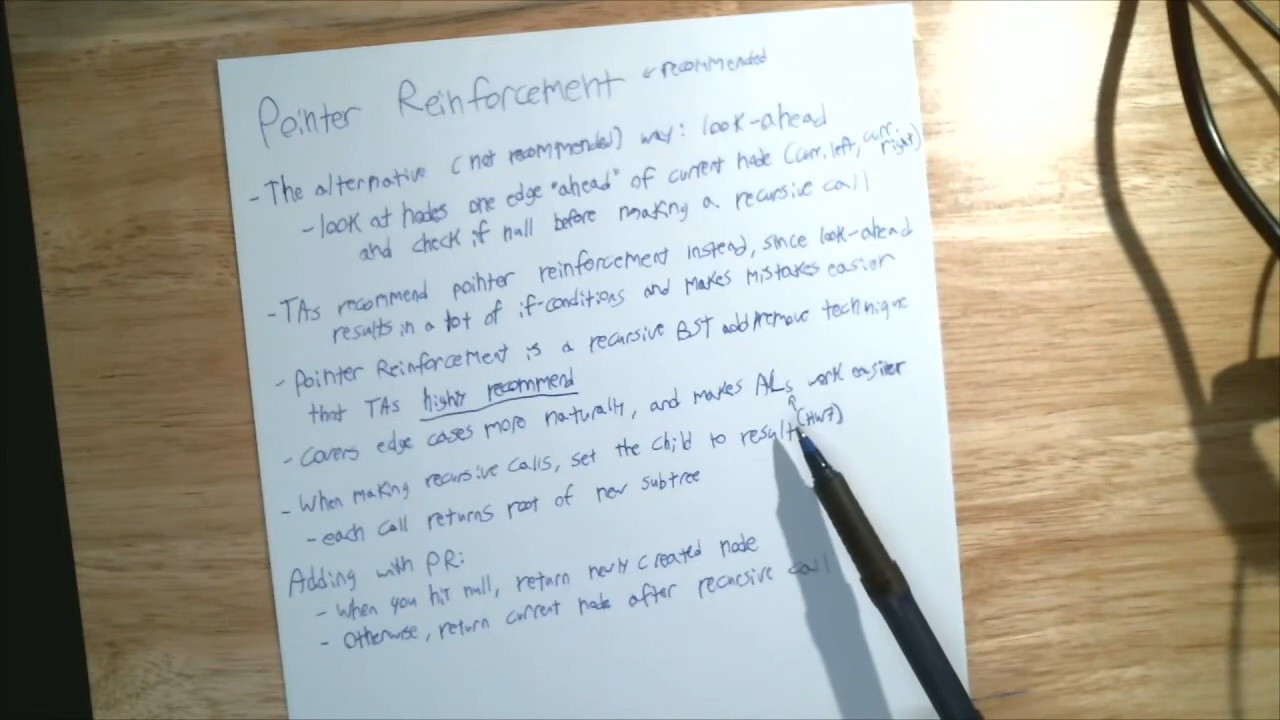 Pointer Reinforcement ← recommended
- The alternative (not recommended) way: look-ahead
- look at nodes one edge "ahead" of current node (curr.left, curr.right)
and check if null before making a recursive call
- TAs recommend pointer reinforcement instead, since look-ahead
results in a lot of if-conditions and makes mistakes easier
- Pointer Reinforcement is a recursive BST add/remove technique
that TAs highly recommend
- Covers edge cases more naturally, and makes AVLs work easier
(HW7)
- When making recursive calls, set the child to result
- each call returns root of new subtree
Adding with PR:
- When you hit null, return newly created node
- Otherwise, return current node after recursive call